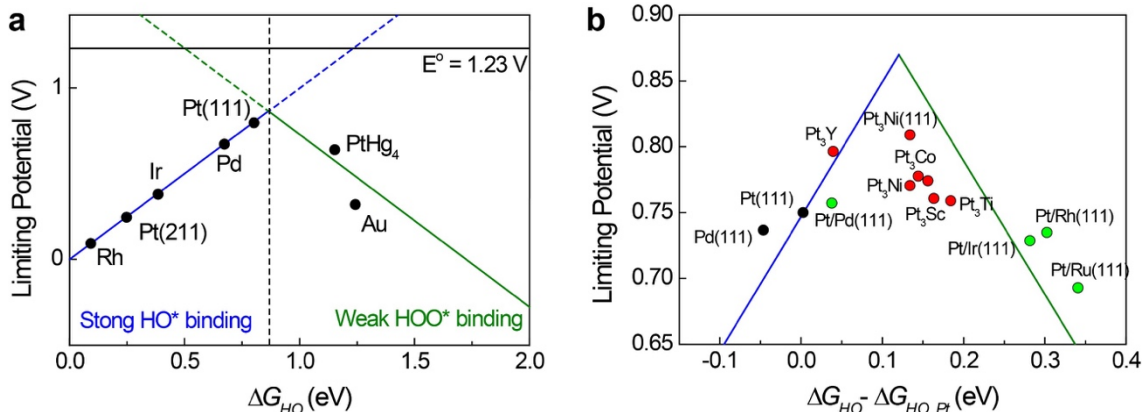 a
E° = 1.23 V
Pt(111)
PtHg₄
Pd
Ir
Au
Pt(211)
Rh
Stong HO* binding
Weak HOO* binding
Limiting Potential (V)
1
0
0.0 0.5 1.0 1.5 2.0
ΔG_HO (eV)
b
0.90
0.85
0.80
0.75
0.70
0.65
Limiting Potential (V)
Pt₃Ni(111)
Pt₃Y
Pt₃Co
Pt₃Ni
Pt(111)
Pt/Pd(111)
Pt₃Sc
Pt₃Ti
Pd(111)
Pt/Rh(111)
Pt/Ir(111)
Pt/Ru(111)
-0.1 0.0 0.1 0.2 0.3 0.4
ΔG_HO - ΔG_HO,Pt (eV)